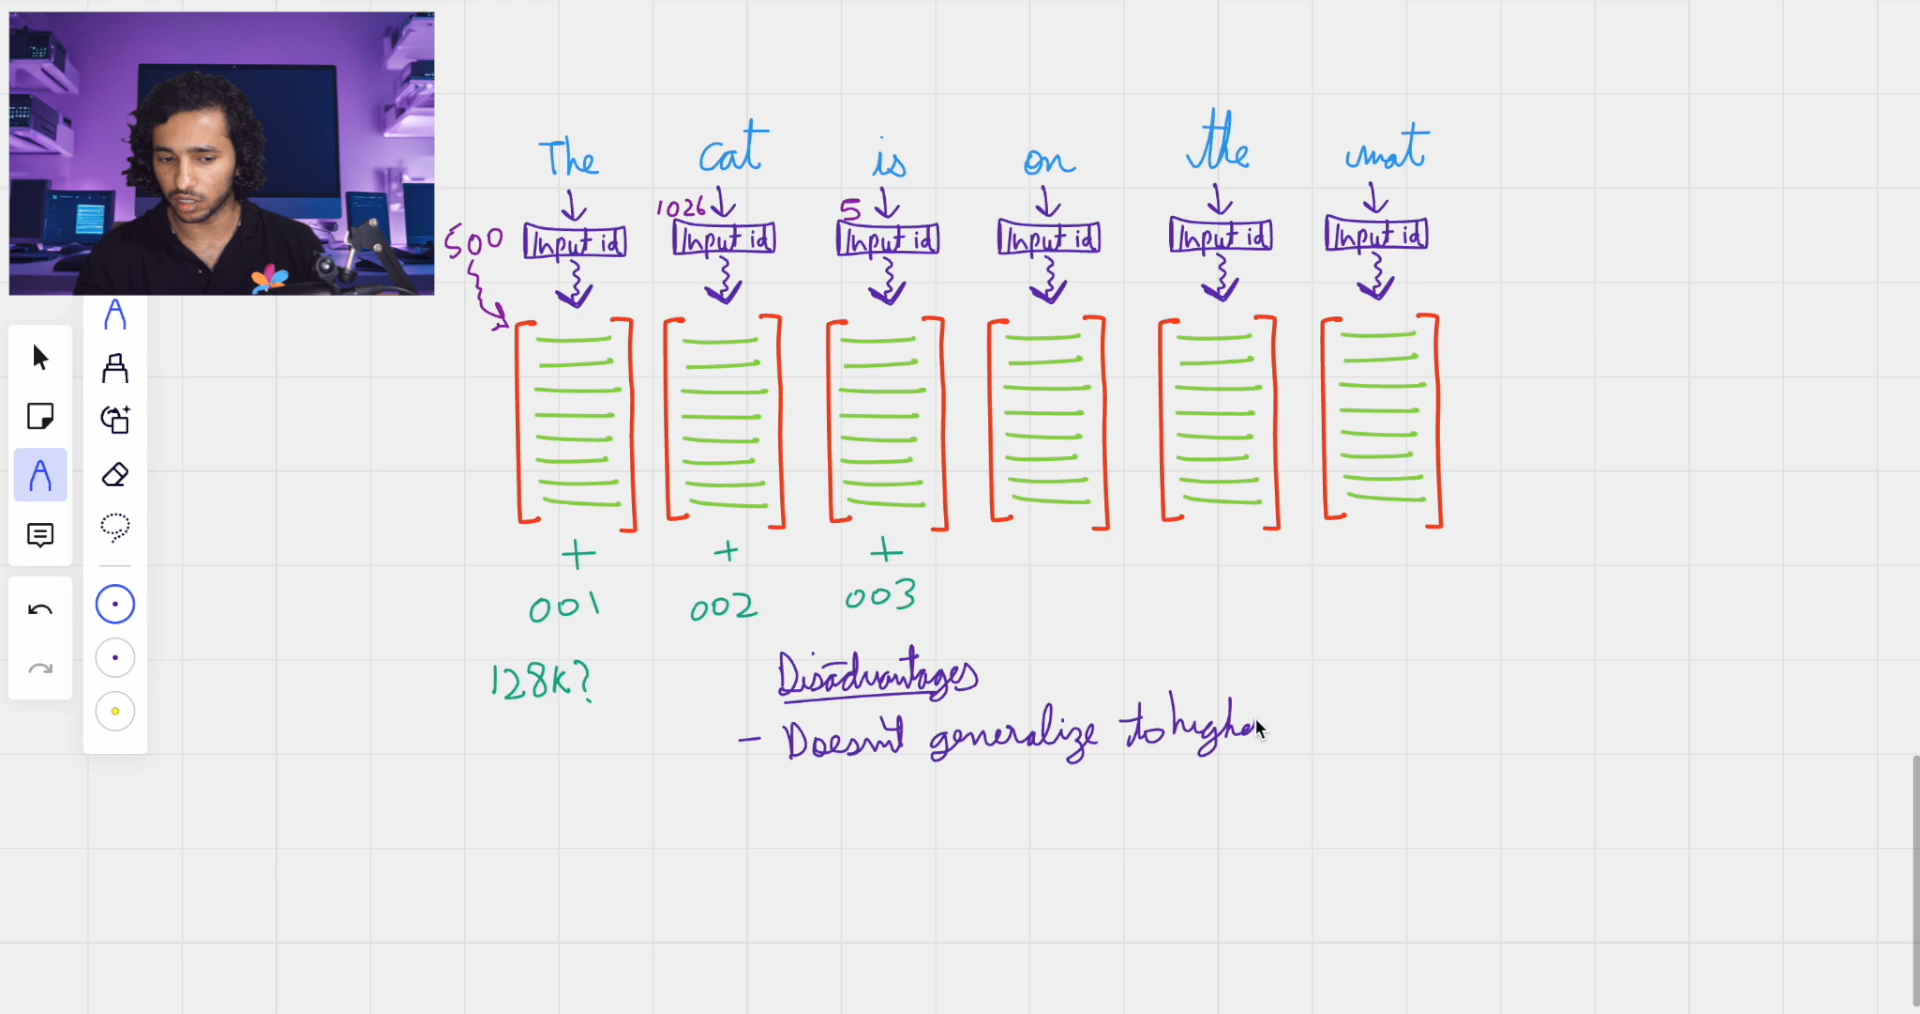 The cat is on the mat
1026 5
500 Input id Input id Input id Input id Input id Input id
+ + +
001 002 003
128K? Disadvantages
- Doesn't generalize to highe